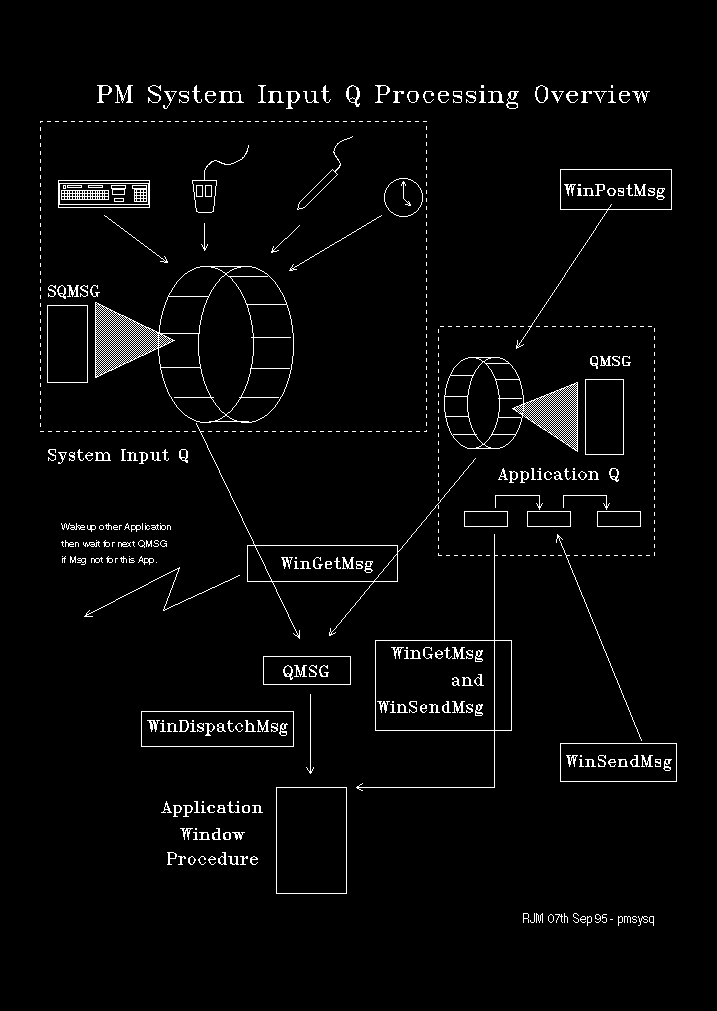 PM System Input Q Processing Overview
WinPostMsg
SQMSG
QMSG
System Input Q
Application Q
Wakeup other Application
then wait for next QMSG
if Msg not for this App.
WinGetMsg
QMSG
WinGetMsg
and
WinSendMsg
WinDispatchMsg
WinSendMsg
Application
Window
Procedure
RJM 07th Sep 95 - pmsysq